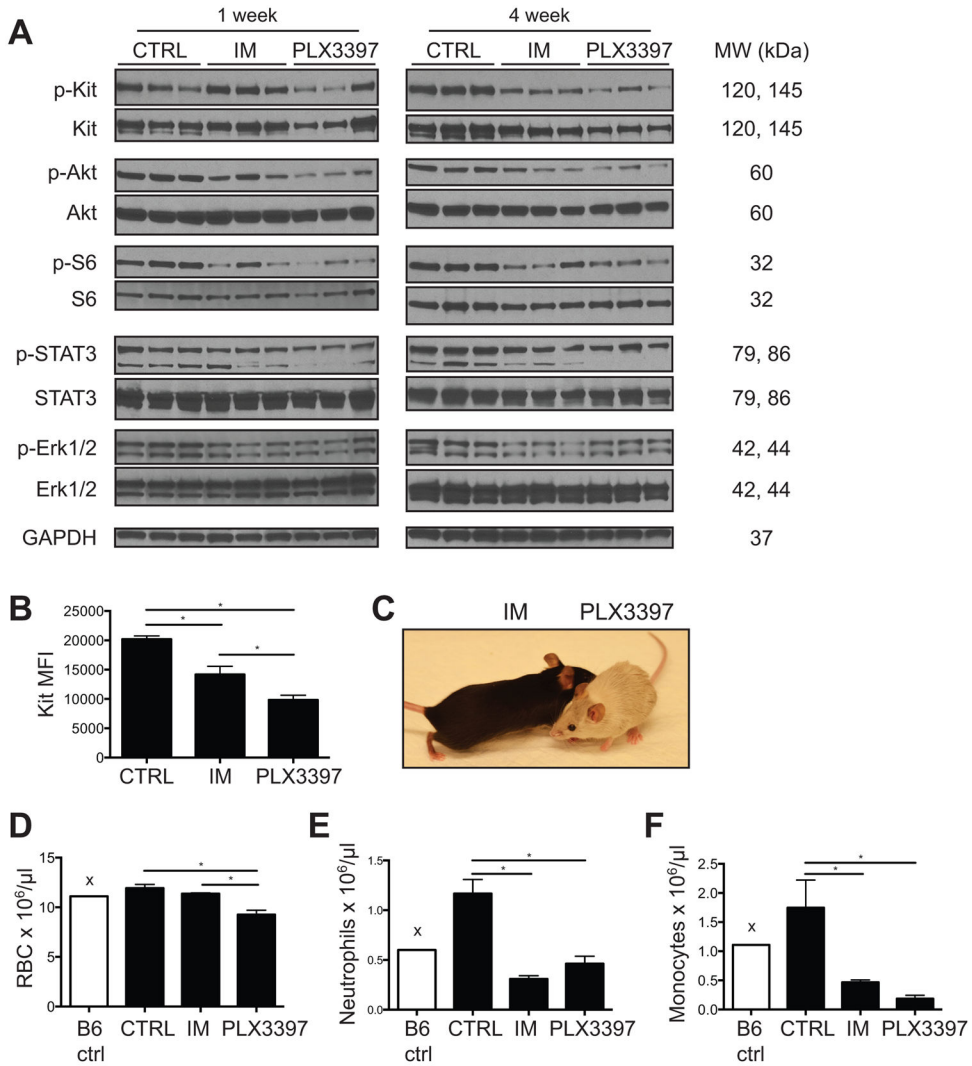 A
1 week 4 week
CTRL IM PLX3397 CTRL IM PLX3397 MW (kDa)
p-Kit 120, 145
Kit 120, 145
p-Akt 60
Akt 60
p-S6 32
S6 32
p-STAT3 79, 86
STAT3 79, 86
p-Erk1/2 42, 44
Erk1/2 42, 44
GAPDH 37
B
Kit MFI
25000
20000
15000
10000
5000
0
* * *
CTRL IM PLX3397
C
IM PLX3397
D
RBC x 10⁶/µl
15
10
5
0
x * *
B6 CTRL IM PLX3397
ctrl
E
Neutrophils x 10⁶/µl
1.5
1.0
0.5
0.0
x * *
B6 CTRL IM PLX3397
ctrl
F
Monocytes x 10⁶/µl
2.5
2.0
1.5
1.0
0.5
0.0
x * *
B6 CTRL IM PLX3397
ctrl